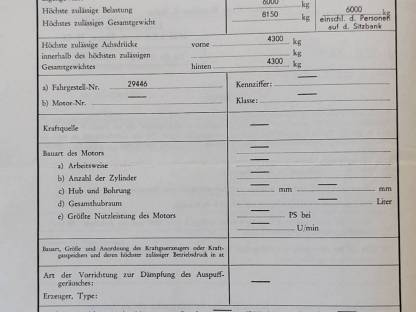 Höchste zulässige Belastung 6000 kg
Höchstes zulässiges Gesamtgewicht 8150 kg
6000 kg
einschl. d. Personen
auf d. Sitzbank
Höchste zulässige Achsdrücke vorne 4300 kg
innerhalb des höchsten zulässigen
Gesamtgewichtes hinten 4300 kg
a) Fahrgestell-Nr. 29446 Kennziffer: —
b) Motor-Nr. — Klasse: —
Kraftquelle —
Bauart des Motors —
a) Arbeitsweise —
b) Anzahl der Zylinder —
c) Hub und Bohrung — mm — mm
d) Gesamthubraum — Liter
e) Größte Nutzleistung des Motors — PS bei
— U/min
Bauart, Größe und Anordnung des Kraftgaserzeugers oder Kraft-
gasspeichers und deren höchster zulässiger Betriebsdruck in at
Art der Vorrichtung zur Dämpfung des Auspuff-
geräusches: —
Erzeuger, Type: